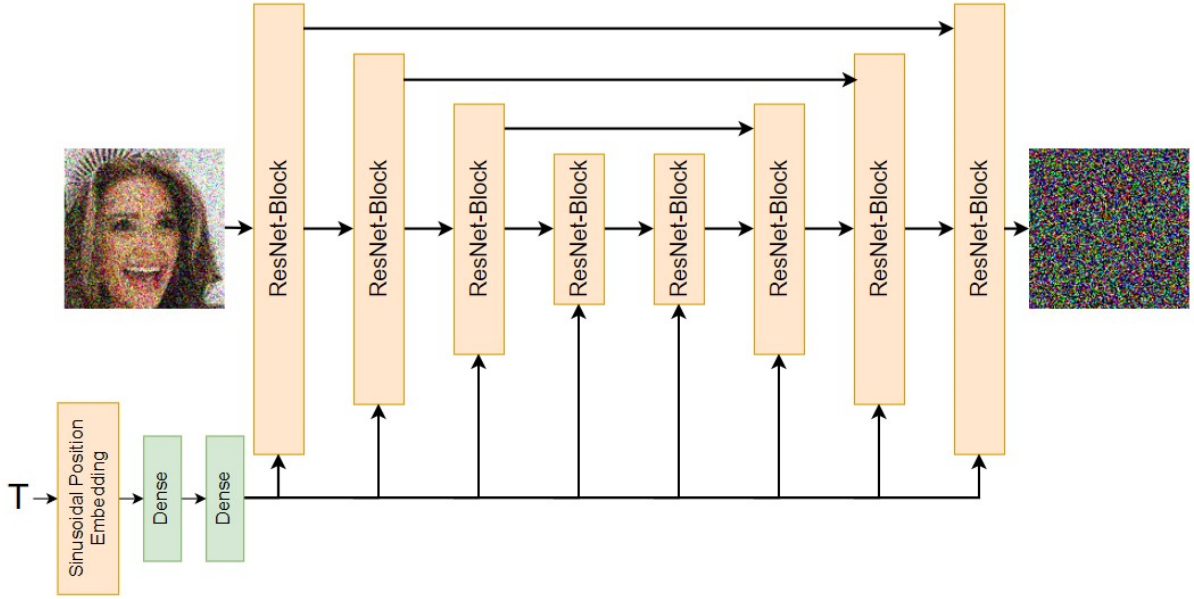 ResNet-Block
ResNet-Block
ResNet-Block
ResNet-Block
ResNet-Block
ResNet-Block
ResNet-Block
ResNet-Block
T
Sinusoidal Position
Embedding
Dense
Dense